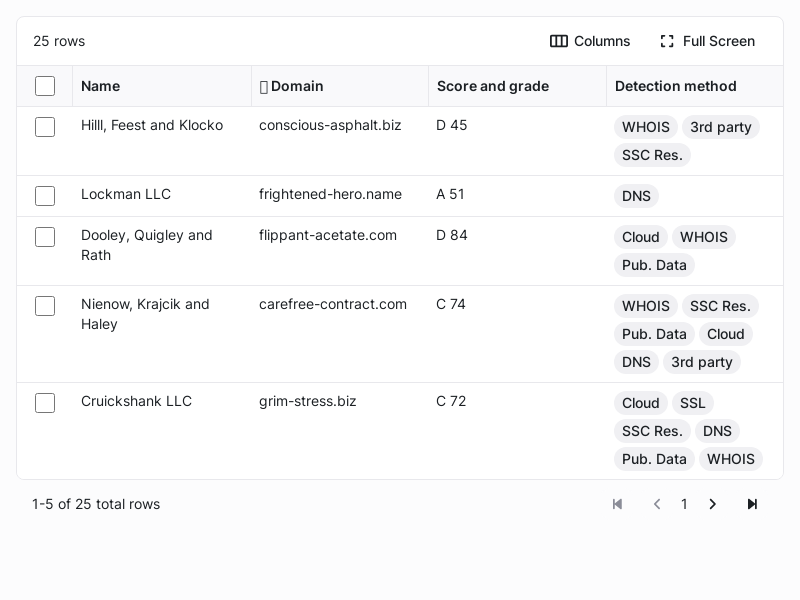 25 rows
Columns
Full Screen
Name
Domain
Score and grade
Detection method
Hilll, Feest and Klocko
conscious-asphalt.biz
D 45
WHOIS
3rd party
SSC Res.
Lockman LLC
frightened-hero.name
A 51
DNS
Dooley, Quigley and
Rath
flippant-acetate.com
D 84
Cloud
WHOIS
Pub. Data
Nienow, Krajcik and
Haley
carefree-contract.com
C 74
WHOIS
SSC Res.
Pub. Data
Cloud
DNS
3rd party
Cruickshank LLC
grim-stress.biz
C 72
Cloud
SSL
SSC Res.
DNS
Pub. Data
WHOIS
1-5 of 25 total rows
1